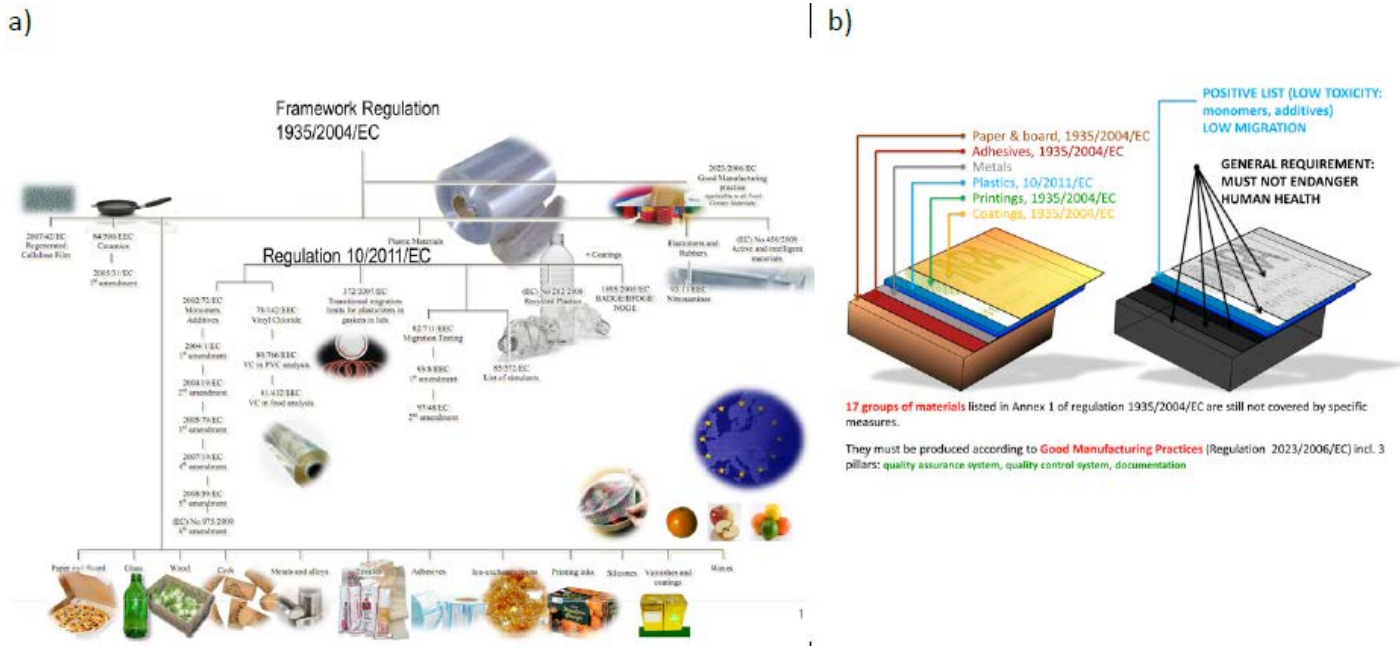 a)
Framework Regulation
1935/2004/EC
2023/2006/EC
Good Manufacturing
practice
2007/42/EC
Regenerated
Cellulose Film
84/500/EEC
Ceramics
2005/31/EC
1st amendment
Plastic Materials
+ Coatings
Elastomers and
Rubbers
93/11/EEC
Nitrosamines
(EC) No 450/2009
Active and intelligent
materials
Regulation 10/2011/EC
2002/72/EC
Monomers
Additives
2004/1/EC
1st amendment
2004/19/EC
2nd amendment
2005/79/EC
3rd amendment
2007/19/EC
4th amendment
2008/39/EC
5th amendment
(EC) No 975/2009
6th amendment
78/142/EEC
Vinyl Chloride
80/766/EEC
VC in PVC analysis
81/432/EEC
VC in food analysis
372/2007/EC
Transitional migration
limits for plasticizers in
gaskets in lids
82/711/EEC
Migration Testing
93/8/EEC
1st amendment
97/48/EC
2nd amendment
85/572/EC
List of simulants
(EC) No 282/2008
Recycled Plastics
1895/2005/EC
BADGE/BFDGE/
NOGE
Paper and Board
Glass
Wood
Cork
Metals and alloys
Textiles
Adhesives
Ion-exchange resins
Printing inks
Silicones
Varnishes and
coatings
Waxes
1
b)
Paper & board, 1935/2004/EC
Adhesives, 1935/2004/EC
Metals
Plastics, 10/2011/EC
Printings, 1935/2004/EC
Coatings, 1935/2004/EC
POSITIVE LIST (LOW TOXICITY:
monomers, additives)
LOW MIGRATION
GENERAL REQUIREMENT:
MUST NOT ENDANGER
HUMAN HEALTH
17 groups of materials listed in Annex 1 of regulation 1935/2004/EC are still not covered by specific
measures.
They must be produced according to Good Manufacturing Practices (Regulation 2023/2006/EC) incl. 3
pillars: quality assurance system, quality control system, documentation